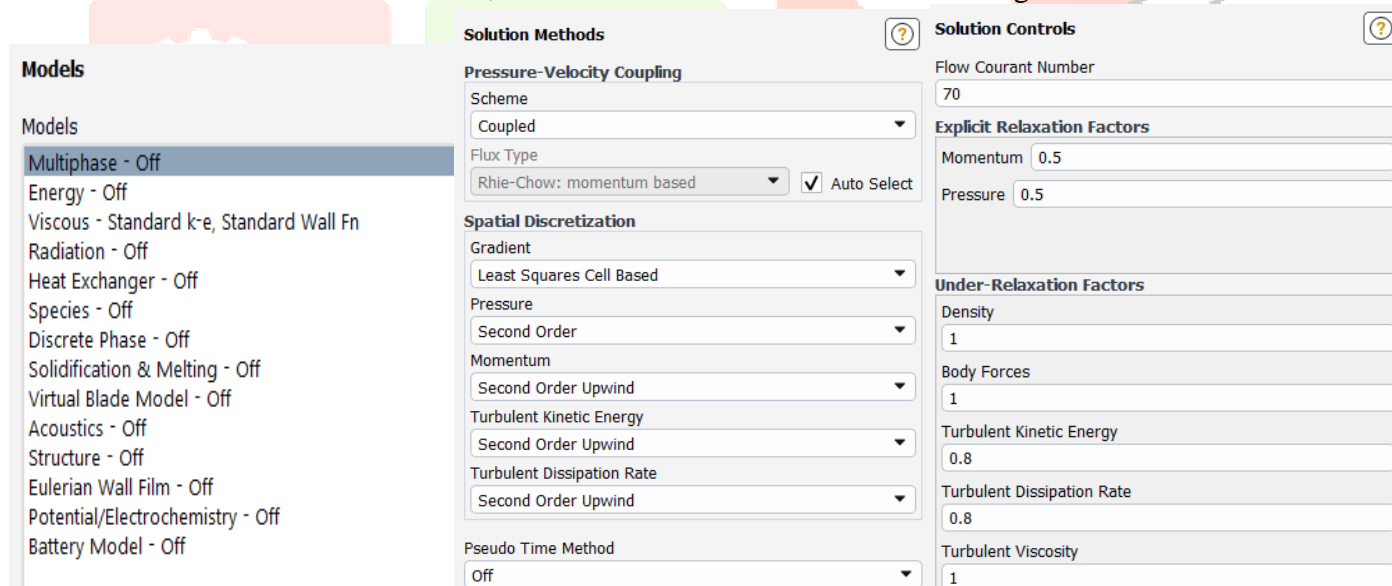 Models
Models
Multiphase - Off
Energy - Off
Viscous - Standard k-e, Standard Wall Fn
Radiation - Off
Heat Exchanger - Off
Species - Off
Discrete Phase - Off
Solidification & Melting - Off
Virtual Blade Model - Off
Acoustics - Off
Structure - Off
Eulerian Wall Film - Off
Potential/Electrochemistry - Off
Battery Model - Off
Solution Methods
?
Pressure-Velocity Coupling
Scheme
Coupled
Flux Type
Rhie-Chow: momentum based
Auto Select
Spatial Discretization
Gradient
Least Squares Cell Based
Pressure
Second Order
Momentum
Second Order Upwind
Turbulent Kinetic Energy
Second Order Upwind
Turbulent Dissipation Rate
Second Order Upwind
Pseudo Time Method
Off
Solution Controls
?
Flow Courant Number
70
Explicit Relaxation Factors
Momentum 0.5
Pressure 0.5
Under-Relaxation Factors
Density
1
Body Forces
1
Turbulent Kinetic Energy
0.8
Turbulent Dissipation Rate
0.8
Turbulent Viscosity
1